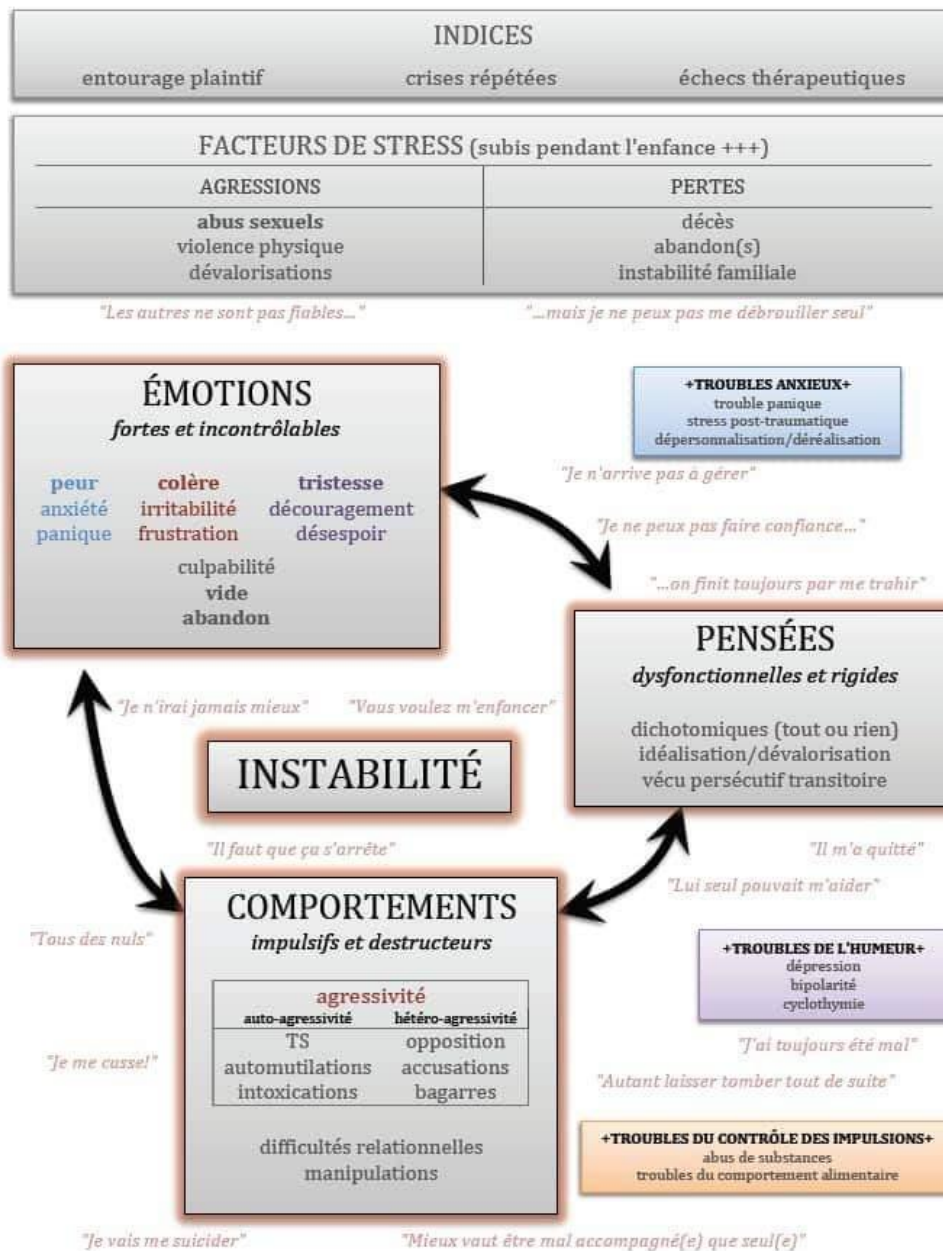 INDICES
entourage plaintif crises répétées échecs thérapeutiques
FACTEURS DE STRESS (subis pendant l'enfance +++)
AGRESSIONS PERTES
abus sexuels décès
violence physique abandon(s)
dévalorisations instabilité familiale
"Les autres ne sont pas fiables..." "...mais je ne peux pas me débrouiller seul"
ÉMOTIONS
fortes et incontrôlables
peur colère tristesse
anxiété irritabilité découragement
panique frustration désespoir
culpabilité
vide
abandon
+TROUBLES ANXIEUX+
trouble panique
stress post-traumatique
dépersonnalisation/déréalisation
"Je n'arrive pas à gérer"
"Je ne peux pas faire confiance..."
"...on finit toujours par me trahir"
PENSÉES
dysfonctionnelles et rigides
dichotomiques (tout ou rien)
idéalisation/dévalorisation
vécu persécutif transitoire
"Je n'irai jamais mieux" "Vous voulez m'enfoncer"
INSTABILITÉ
"Il faut que ça s'arrête"
"Il m'a quitté"
"Lui seul pouvait m'aider"
COMPORTEMENTS
impulsifs et destructeurs
agressivité
auto-agressivité hétéro-agressivité
TS opposition
automutilations accusations
intoxications bagarres
difficultés relationnelles
manipulations
"Tous des nuls"
"Je me casse!"
+TROUBLES DE L'HUMEUR+
dépression
bipolarité
cyclothymie
"J'ai toujours été mal"
"Autant laisser tomber tout de suite"
+TROUBLES DU CONTRÔLE DES IMPULSIONS+
abus de substances
troubles du comportement alimentaire
"Je vais me suicider" "Mieux vaut être mal accompagné(e) que seul(e)"